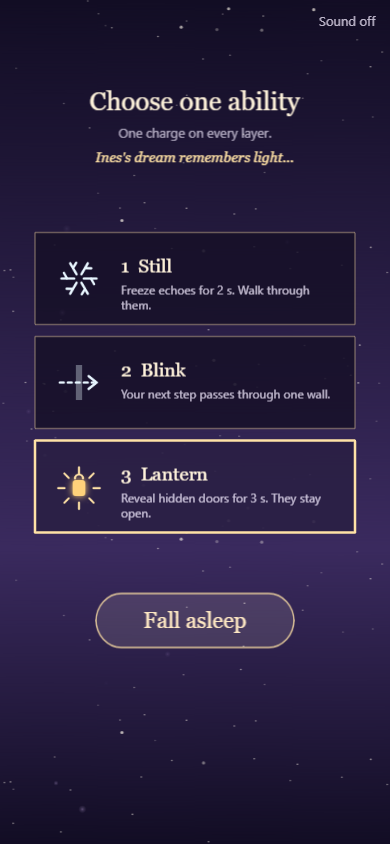 Sound off
Choose one ability
One charge on every layer.
Ines's dream remembers light...
1 Still
Freeze echoes for 2 s. Walk through
them.
2 Blink
Your next step passes through one wall.
3 Lantern
Reveal hidden doors for 3 s. They stay
open.
Fall asleep